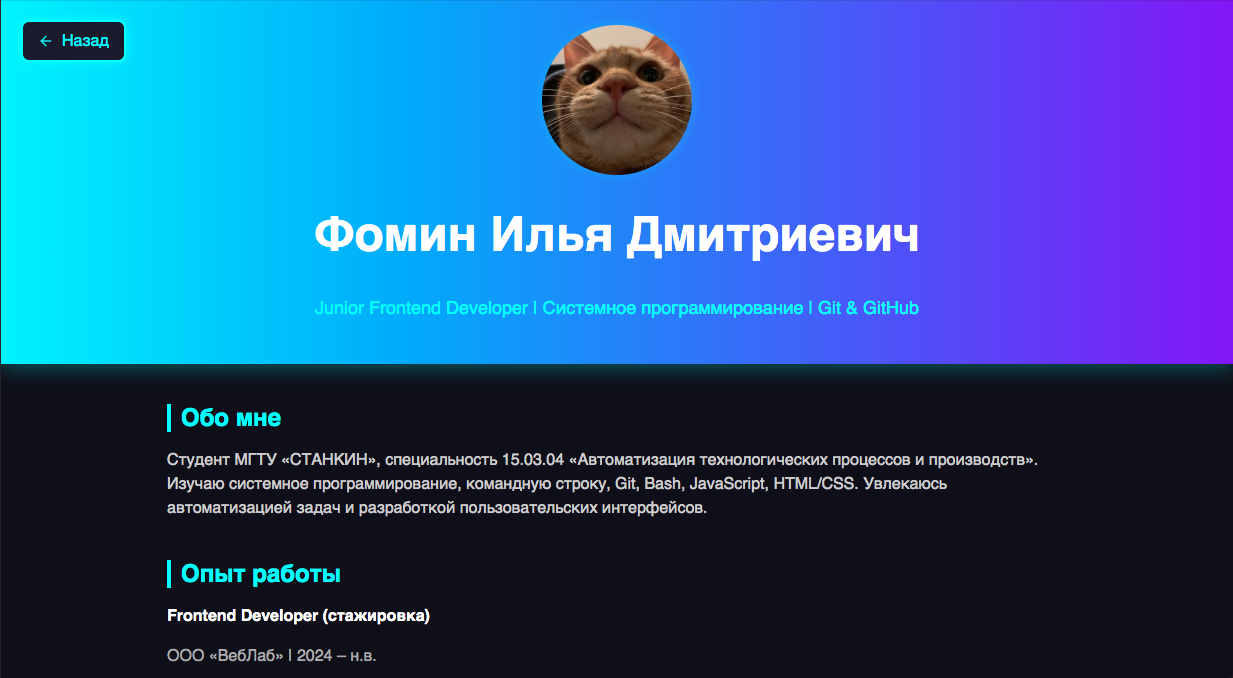 ← Назад
Фомин Илья Дмитриевич
Junior Frontend Developer | Системное программирование | Git & GitHub
Обо мне
Студент МГТУ «СТАНКИН», специальность 15.03.04 «Автоматизация технологических процессов и производств».
Изучаю системное программирование, командную строку, Git, Bash, JavaScript, HTML/CSS. Увлекаюсь
автоматизацией задач и разработкой пользовательских интерфейсов.
Опыт работы
Frontend Developer (стажировка)
ООО «ВебЛаб» | 2024 – н.в.